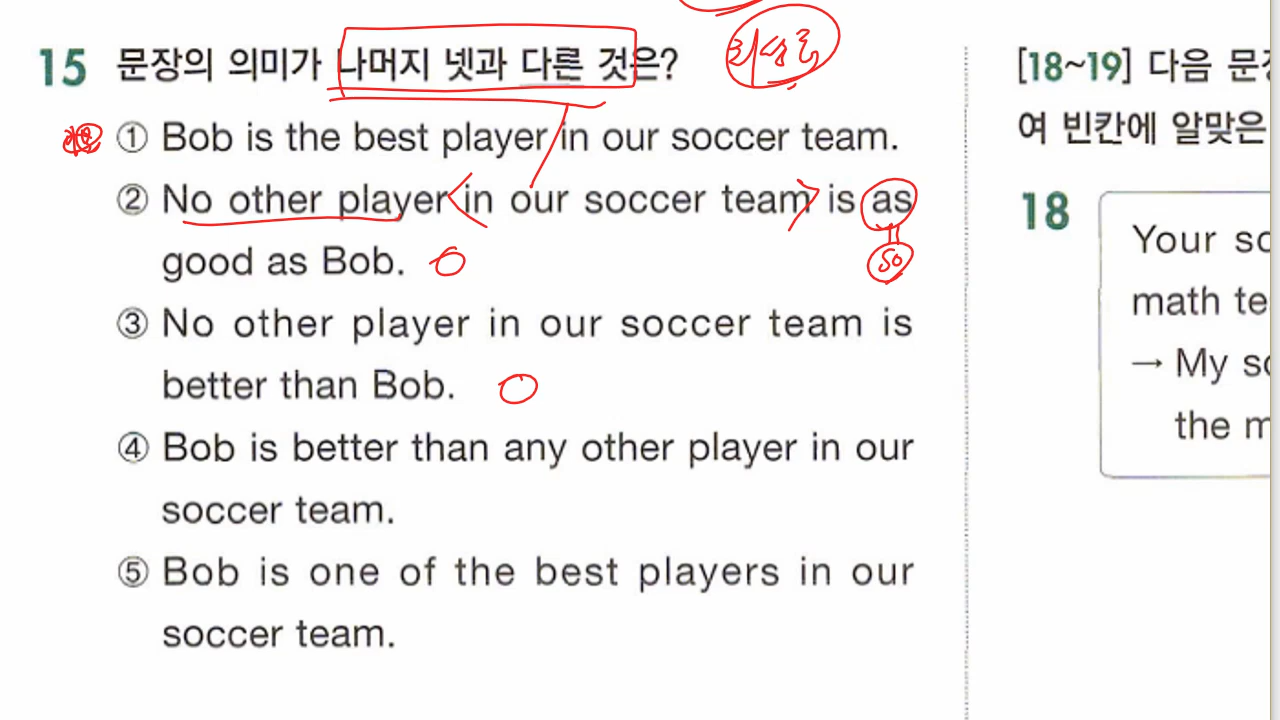 15 문장의 의미가 나머지 넷과 다른 것은?
최상급
① Bob is the best player in our soccer team.
② No other player in our soccer team is as
so
good as Bob.
③ No other player in our soccer team is
better than Bob.
④ Bob is better than any other player in our
soccer team.
⑤ Bob is one of the best players in our
soccer team.
[18~19] 다음 문
여 빈칸에 알맞은
18
Your so
math te
→ My so
the m